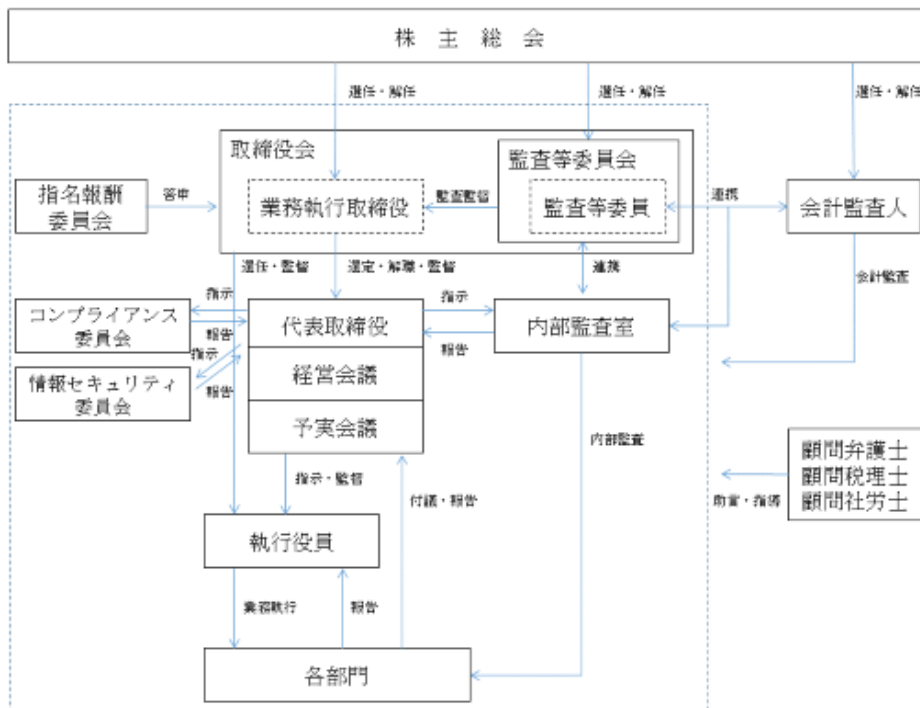 株 主 総 会
選任・解任
選任・解任
選任・解任
取締役会
監査等委員会
指名報酬
委員会
答申
業務執行取締役
監査監督
監査等委員
連携
会計監査人
選任・監督
選定・解職・監督
連携
会計監査
コンプライアンス
委員会
指示
報告
代表取締役
指示
報告
内部監査室
指示
情報セキュリティ
委員会
報告
経営会議
予実会議
内部監査
顧問弁護士
顧問税理士
顧問社労士
指示・監督
付議・報告
助言・指導
執行役員
業務執行
報告
各部門